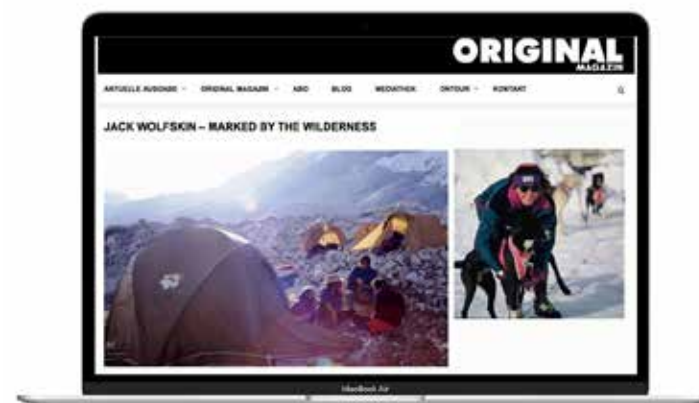 ORIGINAL
MAGAZIN
AKTUELLE AUSGABE ORIGINAL MAGAZIN ABO BLOG MEDIATHEK ONTOUR KONTAKT
JACK WOLFSKIN – MARKED BY THE WILDERNESS
MacBook Air